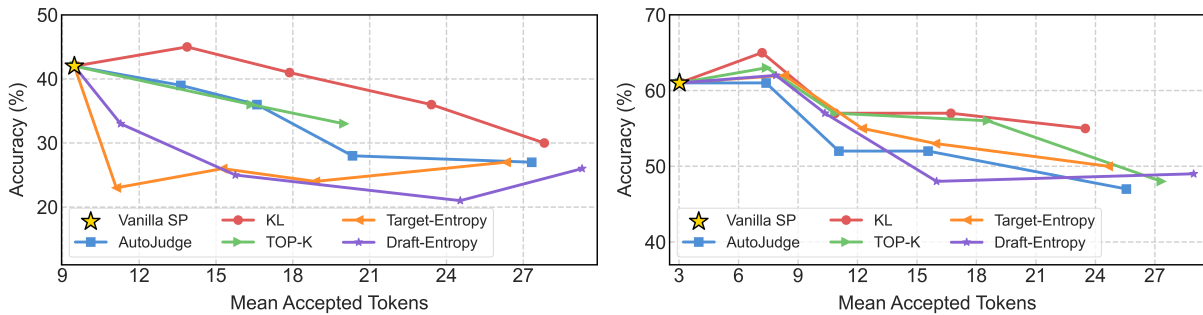 50
40
30
20
Accuracy (%)
Vanilla SP
KL
Target-Entropy
AutoJudge
TOP-K
Draft-Entropy
9 12 15 18 21 24 27
Mean Accepted Tokens
70
60
50
40
Accuracy (%)
Vanilla SP
KL
Target-Entropy
AutoJudge
TOP-K
Draft-Entropy
3 6 9 12 15 18 21 24 27
Mean Accepted Tokens